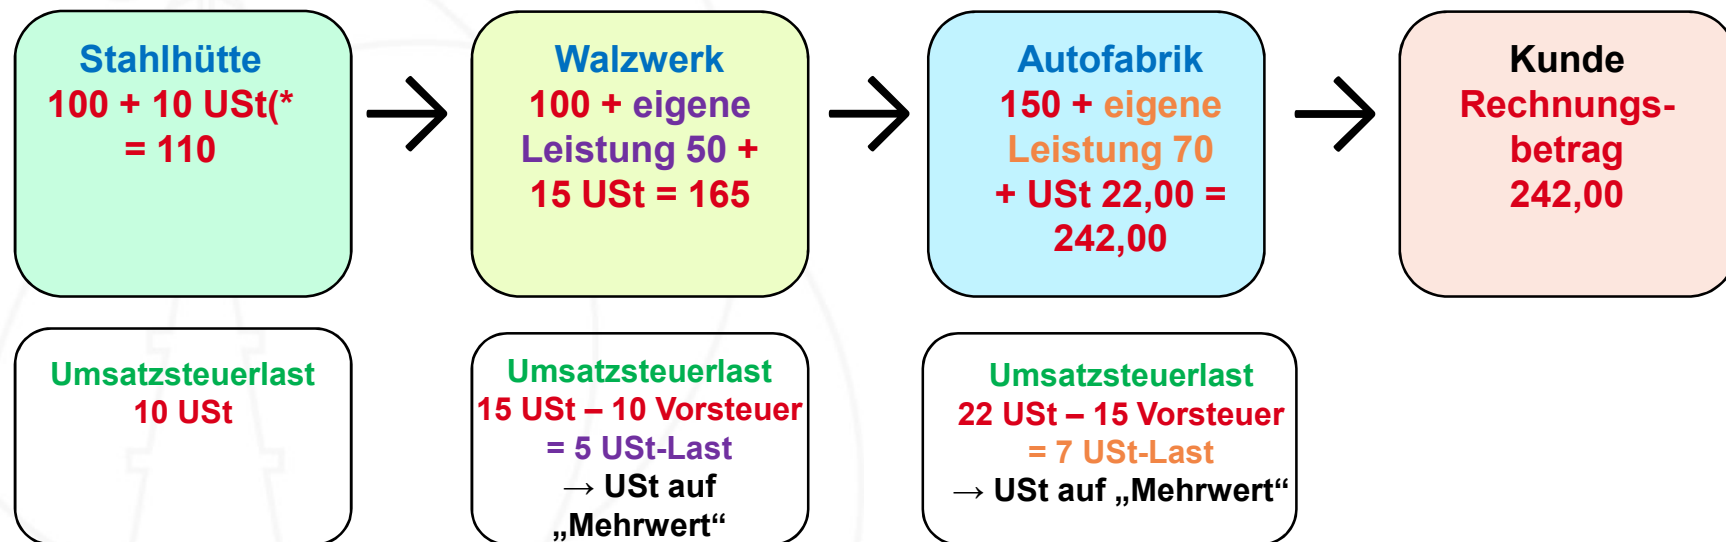 Stahlhütte
100 + 10 USt(*
= 110
Walzwerk
100 + eigene
Leistung 50 +
15 USt = 165
Autofabrik
150 + eigene
Leistung 70
+ USt 22,00 =
242,00
Kunde
Rechnungs-
betrag
242,00
Umsatzsteuerlast
10 USt
Umsatzsteuerlast
15 USt – 10 Vorsteuer
= 5 USt-Last
→ USt auf
„Mehrwert“
Umsatzsteuerlast
22 USt – 15 Vorsteuer
= 7 USt-Last
→ USt auf „Mehrwert“